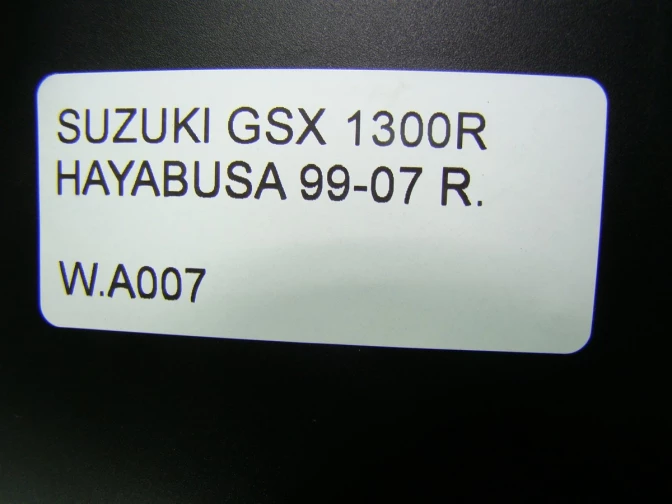 SUZUKI GSX 1300R
HAYABUSA 99-07 R.
W.A007